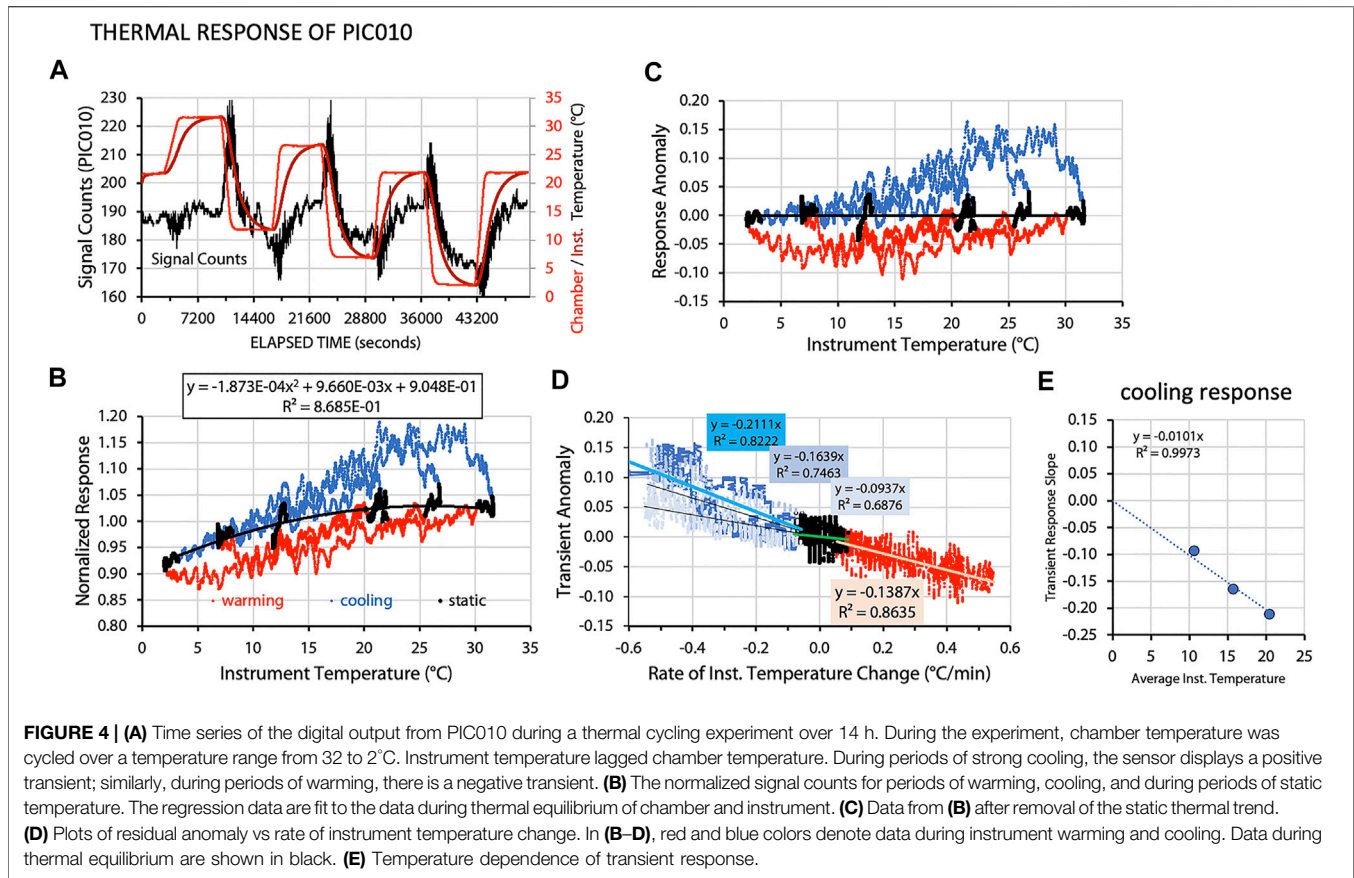 THERMAL RESPONSE OF PIC010
A
Signal Counts (PIC010)
230
220
210
200
190
180
170
160
Signal Counts
0 7200 14400 21600 28800 36000 43200
ELAPSED TIME (seconds)
35
30
25
20
15
10
5
0
Chamber / Inst. Temperature (°C)
C
Response Anomaly
0.20
0.15
0.10
0.05
0.00
-0.05
-0.10
-0.15
0 5 10 15 20 25 30 35
Instrument Temperature (°C)
B
y = -1.873E-04x² + 9.660E-03x + 9.048E-01
R² = 8.685E-01
Nornalized Response
1.20
1.15
1.10
1.05
1.00
0.95
0.90
0.85
0.80
warming cooling static
0 5 10 15 20 25 30 35
Instrument Temperature (°C)
D
Transient Anomaly
0.20
0.15
0.10
0.05
0.00
-0.05
-0.10
-0.15
y = -0.2111x
R² = 0.8222
y = -0.1639x
R² = 0.7463
y = -0.0937x
R² = 0.6876
y = -0.1387x
R² = 0.8635
-0.6 -0.4 -0.2 0.0 0.2 0.4 0.6
Rate of Inst. Temperature Change (°C/min)
E
cooling response
Transient Response Slope
0.15
0.10
0.05
0.00
-0.05
-0.10
-0.15
-0.20
-0.25
y = -0.0101x
R² = 0.9973
0 5 10 15 20 25
Average Inst. Temperature
FIGURE 4 | (A) Time series of the digital output from PIC010 during a thermal cycling experiment over 14 h. During the experiment, chamber temperature was
cycled over a temperature range from 32 to 2°C. Instrument temperature lagged chamber temperature. During periods of strong cooling, the sensor displays a positive
transient; similarly, during periods of warming, there is a negative transient. (B) The normalized signal counts for periods of warming, cooling, and during periods of static
temperature. The regression data are fit to the data during thermal equilibrium of chamber and instrument. (C) Data from (B) after removal of the static thermal trend.
(D) Plots of residual anomaly vs rate of instrument temperature change. In (B–D), red and blue colors denote data during instrument warming and cooling. Data during
thermal equilibrium are shown in black. (E) Temperature dependence of transient response.